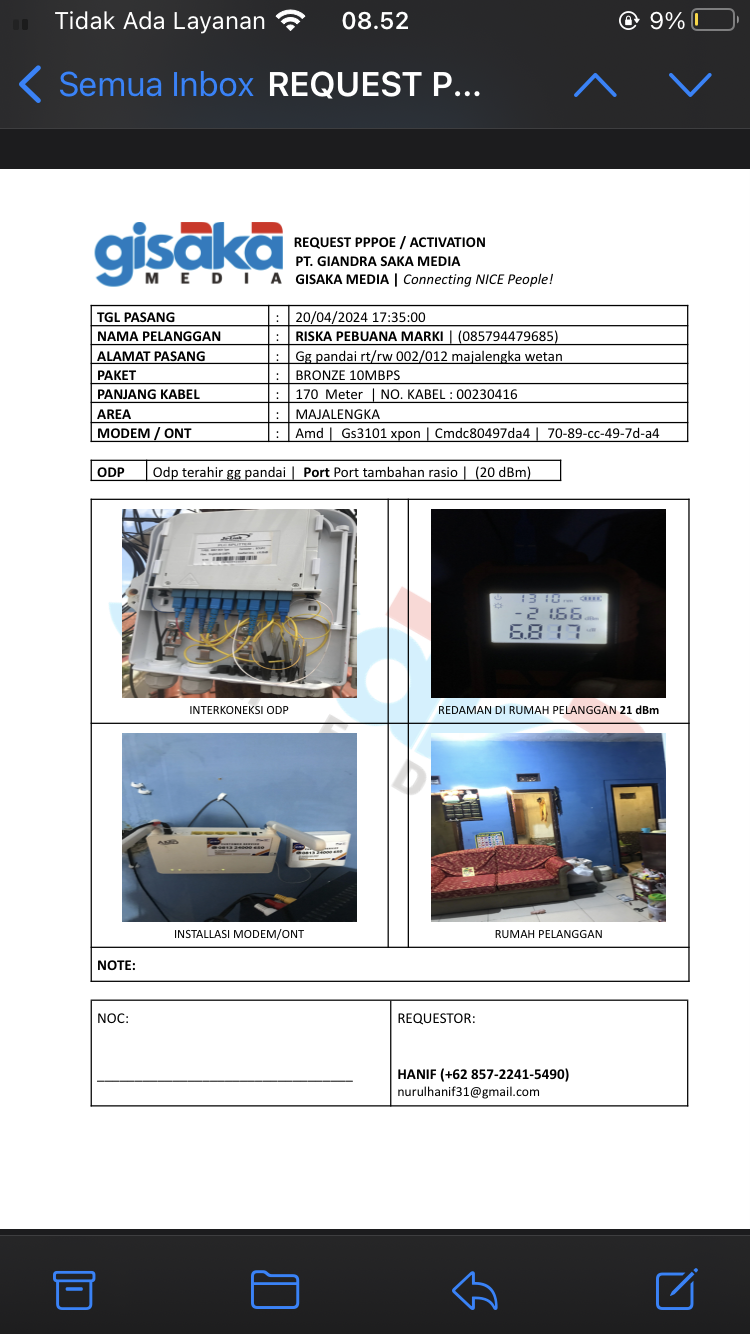 Tidak Ada Layanan 08.52 9%
Semua Inbox REQUEST P...
gisaka
MEDIA
REQUEST PPPOE / ACTIVATION
PT. GIANDRA SAKA MEDIA
GISAKA MEDIA | Connecting NICE People!
TGL PASANG : 20/04/2024 17:35:00
NAMA PELANGGAN : RISKA PEBUANA MARKI | (085794479685)
ALAMAT PASANG : Gg pandai rt/rw 002/012 majalengka wetan
PAKET : BRONZE 10MBPS
PANJANG KABEL : 170 Meter | NO. KABEL : 00230416
AREA : MAJALENGKA
MODEM / ONT : Amd | Gs3101 xpon | Cmdc80497da4 | 70-89-cc-49-7d-a4
ODP Odp terahir gg pandai | Port Port tambahan rasio | (20 dBm)
1310
-21.66
6.817
INTERKONEKSI ODP
REDAMAN DI RUMAH PELANGGAN 21 dBm
0813 24000 650
INSTALLASI MODEM/ONT
RUMAH PELANGGAN
NOTE:
NOC:
REQUESTOR:
HANIF (+62 857-2241-5490)
nurulhanif31@gmail.com